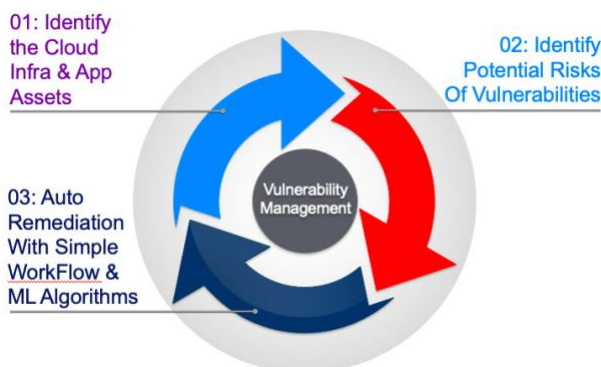 01: Identify
the Cloud
Infra & App
Assets
02: Identify
Potential Risks
Of Vulnerabilities
Vulnerability
Management
03: Auto
Remediation
With Simple
WorkFlow &
ML Algorithms